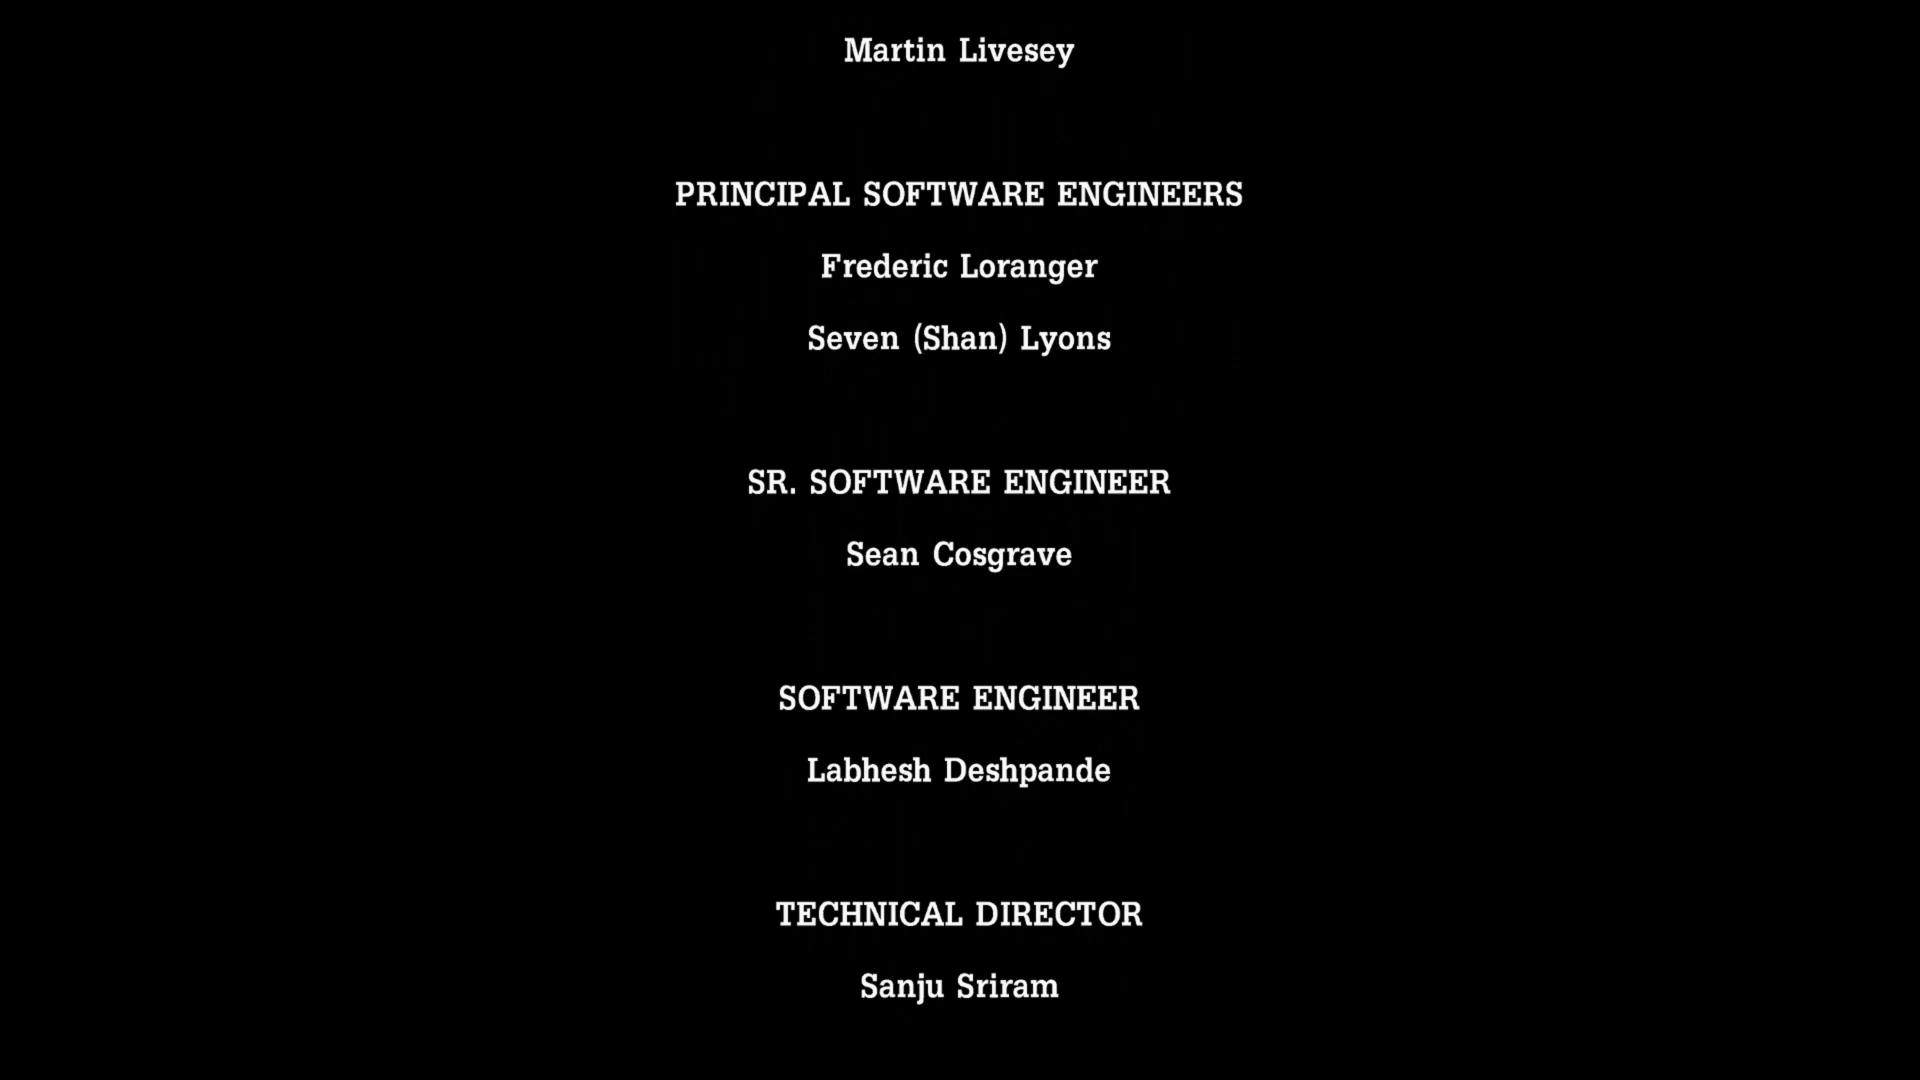 Martin Livesey
PRINCIPAL SOFTWARE ENGINEERS
Frederic Loranger
Seven (Shan) Lyons
SR. SOFTWARE ENGINEER
Sean Cosgrave
SOFTWARE ENGINEER
Labhesh Deshpande
TECHNICAL DIRECTOR
Sanju Sriram